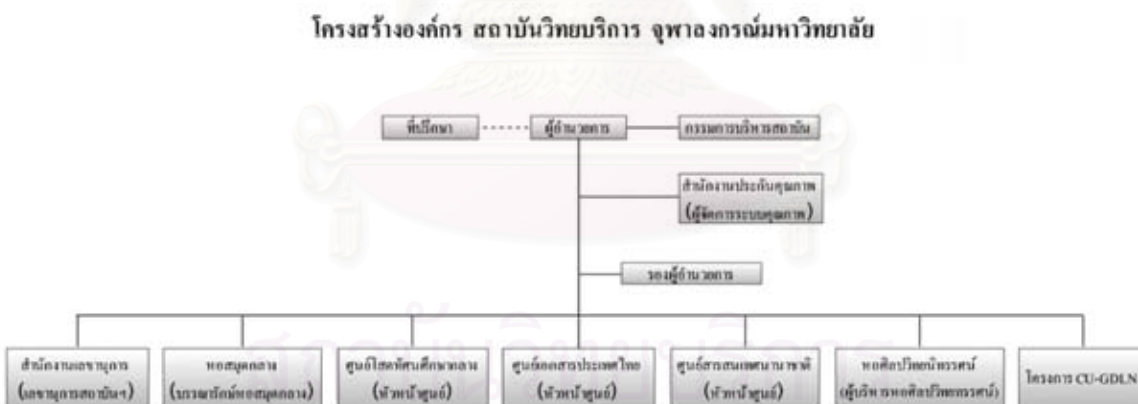 โครงสร้างองค์กร สถาบันวิทยบริการ จุฬาลงกรณ์มหาวิทยาลัย
ที่ปรึกษา
ผู้อำนวยการ
กรรมการบริหารสถาบัน
สำนักงานประกันคุณภาพ
(ผู้จัดการระบบคุณภาพ)
รองผู้อำนวยการ
สำนักงานเลขานุการ
(เลขานุการสถาบันฯ)
หอสมุดกลาง
(บรรณารักษ์หอสมุดกลาง)
ศูนย์โสตทัศนศึกษากลาง
(หัวหน้าศูนย์)
ศูนย์เอกสารประเทศไทย
(หัวหน้าศูนย์)
ศูนย์สารสนเทศนานาชาติ
(หัวหน้าศูนย์)
หอศิลปวิทยนิทรรศน์
(ผู้บริหารหอศิลปวิทยนิทรรศน์)
โครงการ CU-GDLN